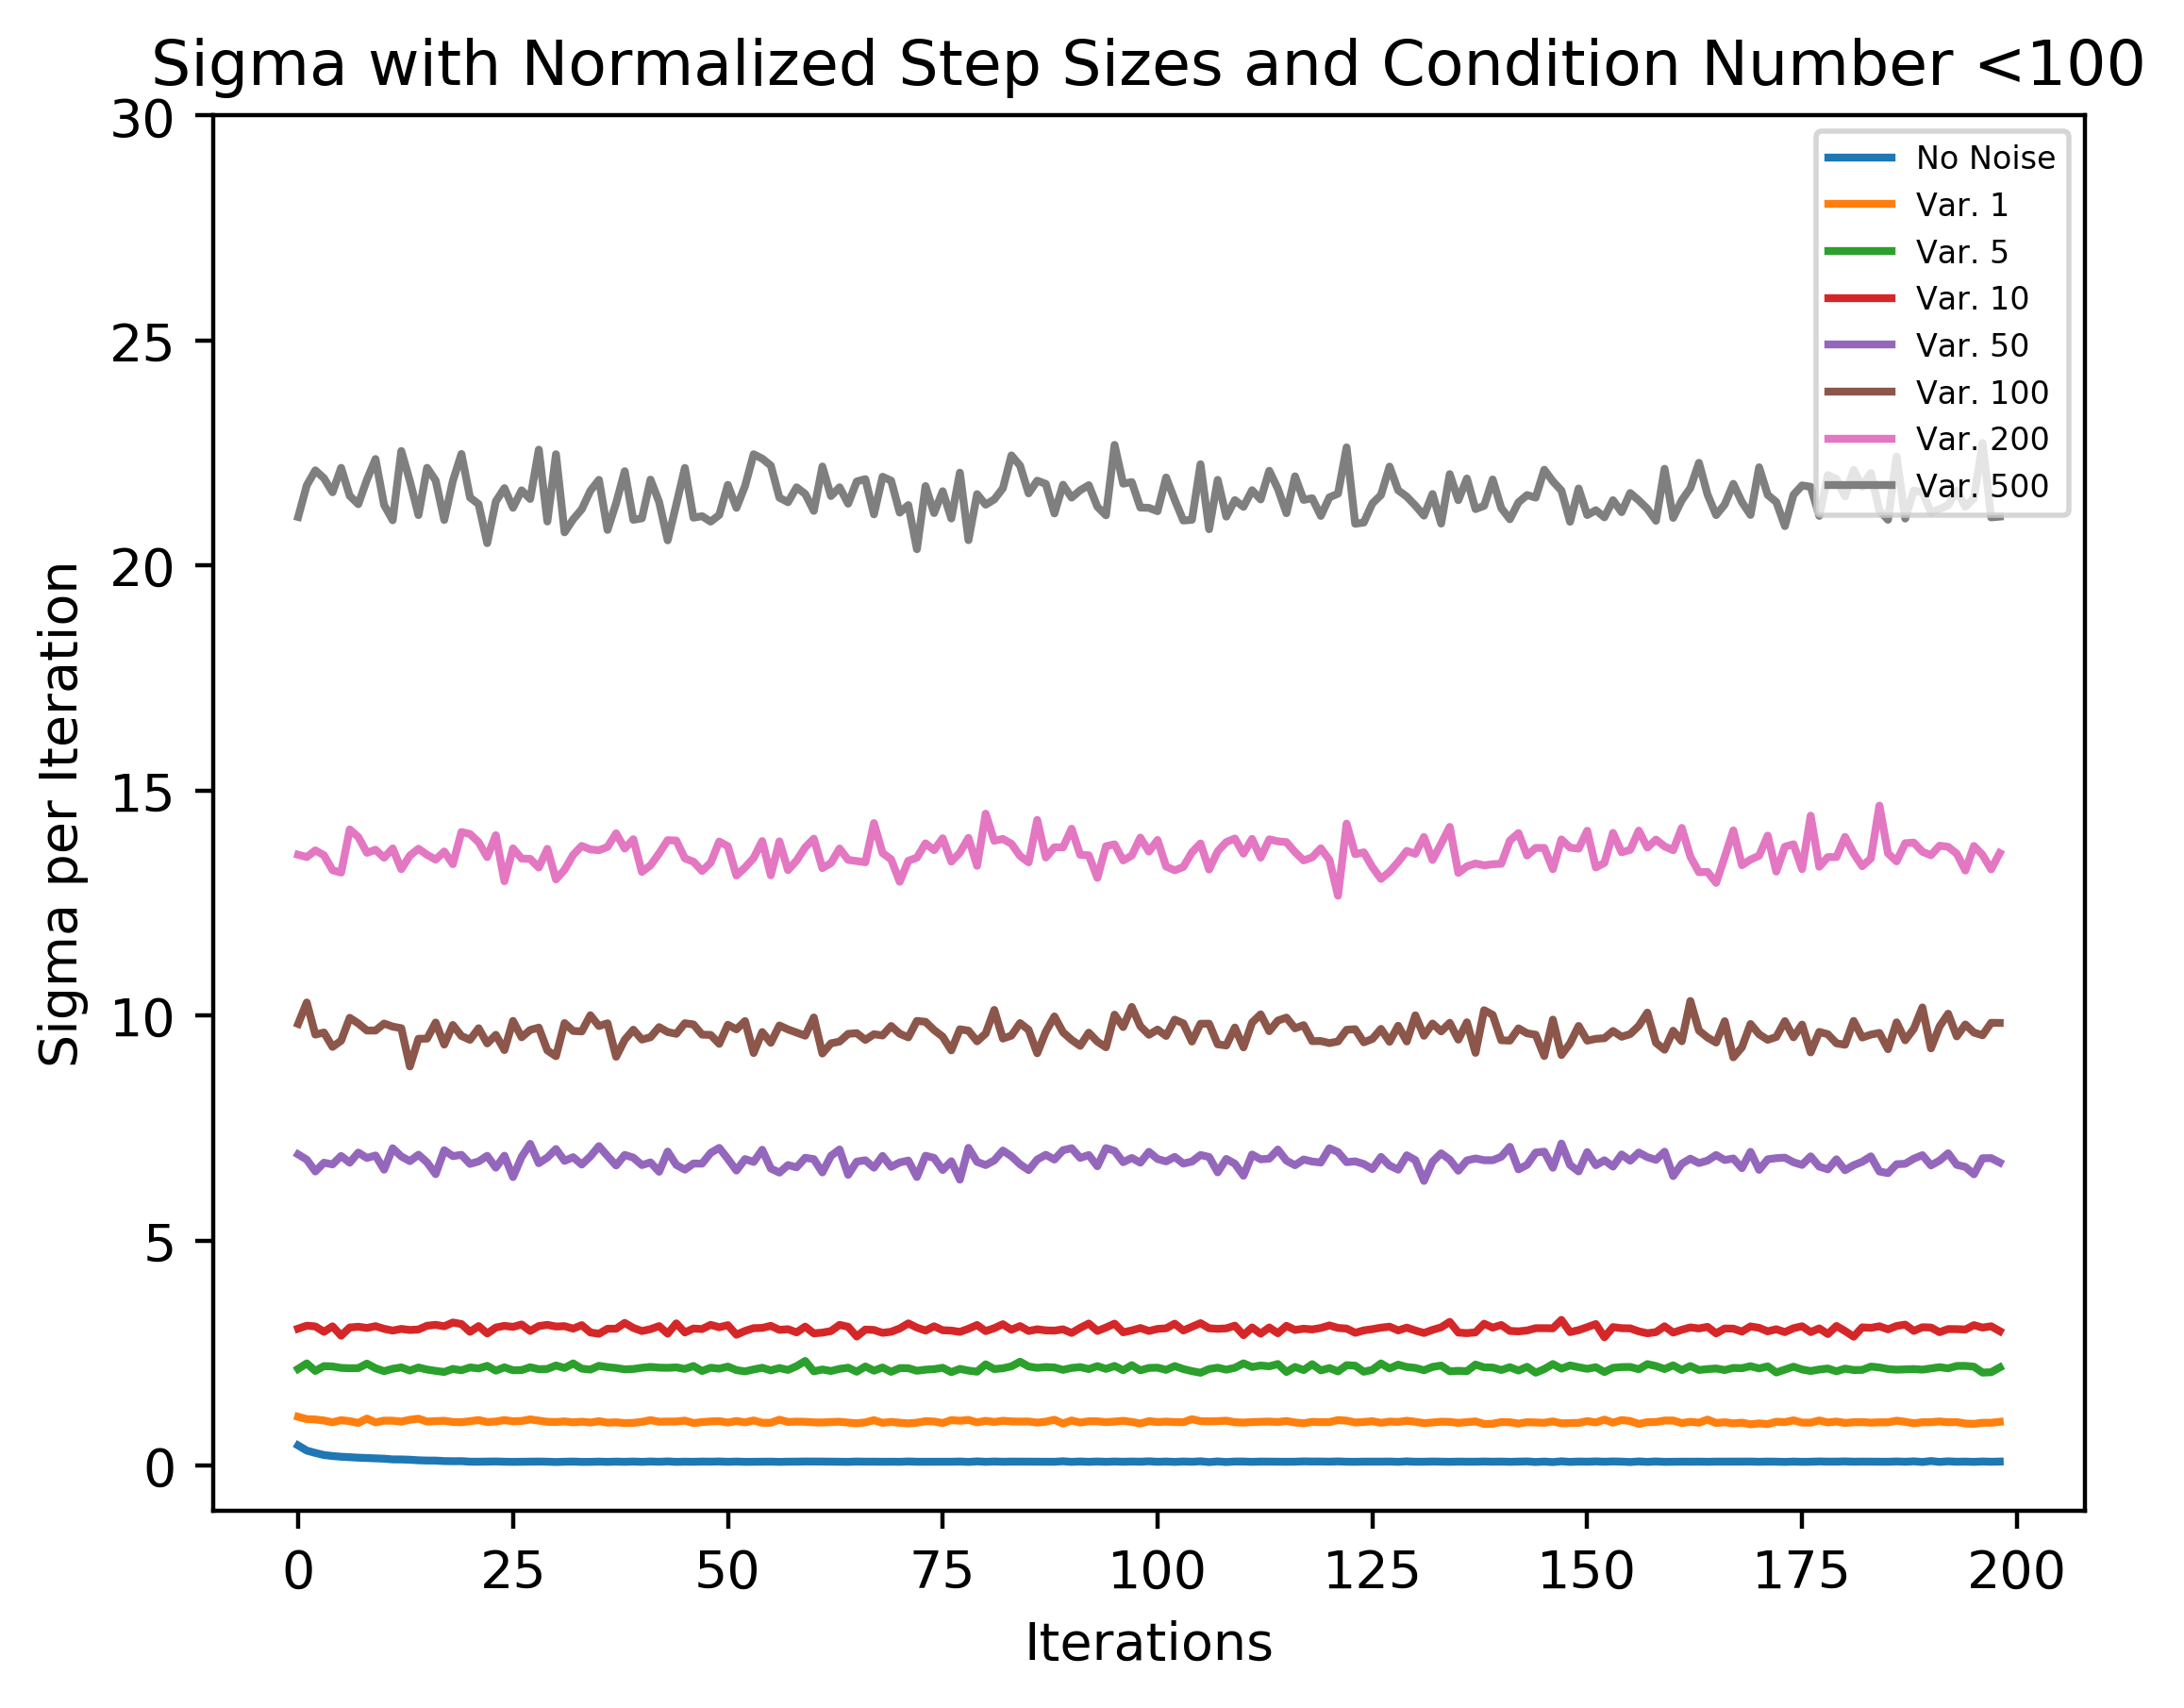 Sigma with Normalized Step Sizes and Condition Number <100
30
25
20
15
10
5
0
Sigma per Iteration
No Noise
Var. 1
Var. 5
Var. 10
Var. 50
Var. 100
Var. 200
Var. 500
0 25 50 75 100 125 150 175 200
Iterations